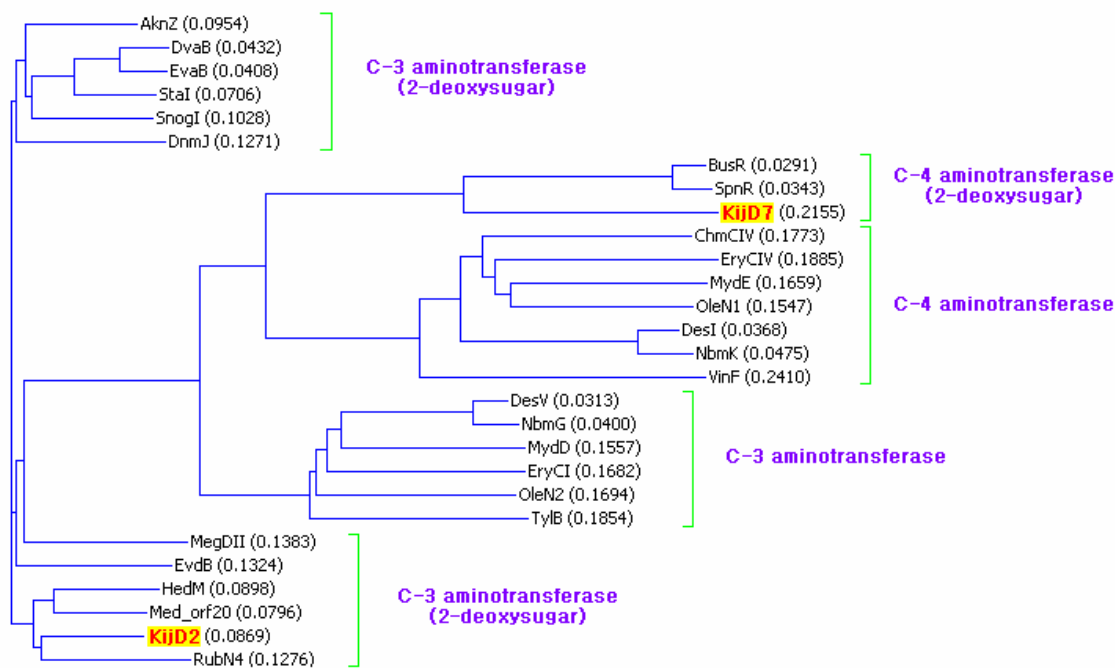 AknZ (0.0954)
DvaB (0.0432)
EvaB (0.0408)
StaI (0.0706)
SnogI (0.1028)
DnmJ (0.1271)
C-3 aminotransferase
(2-deoxysugar)
BusR (0.0291)
SpnR (0.0343)
KijD7 (0.2155)
C-4 aminotransferase
(2-deoxysugar)
ChmCIV (0.1773)
EryCIV (0.1885)
MydE (0.1659)
OleN1 (0.1547)
DesI (0.0368)
NbmK (0.0475)
VinF (0.2410)
C-4 aminotransferase
DesV (0.0313)
NbmG (0.0400)
MydD (0.1557)
EryCI (0.1682)
OleN2 (0.1694)
TylB (0.1854)
C-3 aminotransferase
MegDII (0.1383)
EvdB (0.1324)
HedM (0.0898)
Med_orf20 (0.0796)
KijD2 (0.0869)
RubN4 (0.1276)
C-3 aminotransferase
(2-deoxysugar)